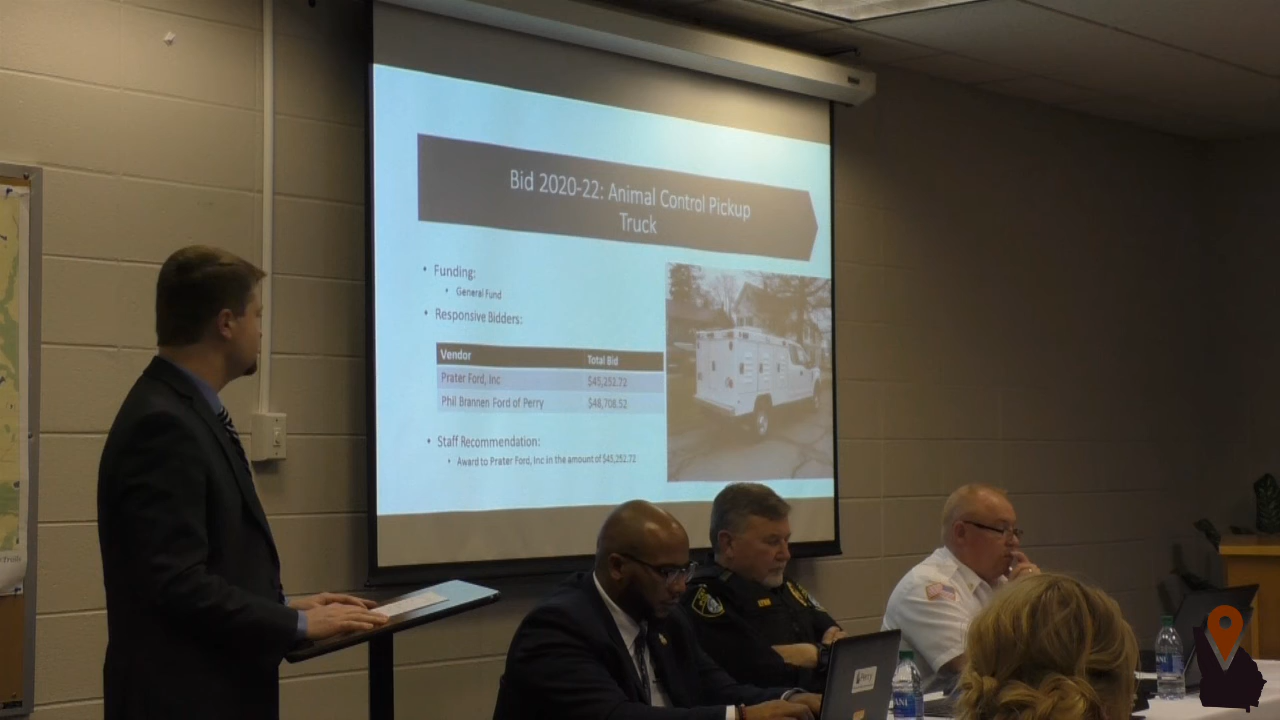 Bid 2020-22: Animal Control Pickup
Truck
• Funding:
• General Fund
• Responsive Bidders:
Vendor Total Bid
Prater Ford, Inc $45,252.72
Phil Brannen Ford of Perry $48,708.52
• Staff Recommendation:
• Award to Prater Ford, Inc in the amount of $45,252.72
Perry